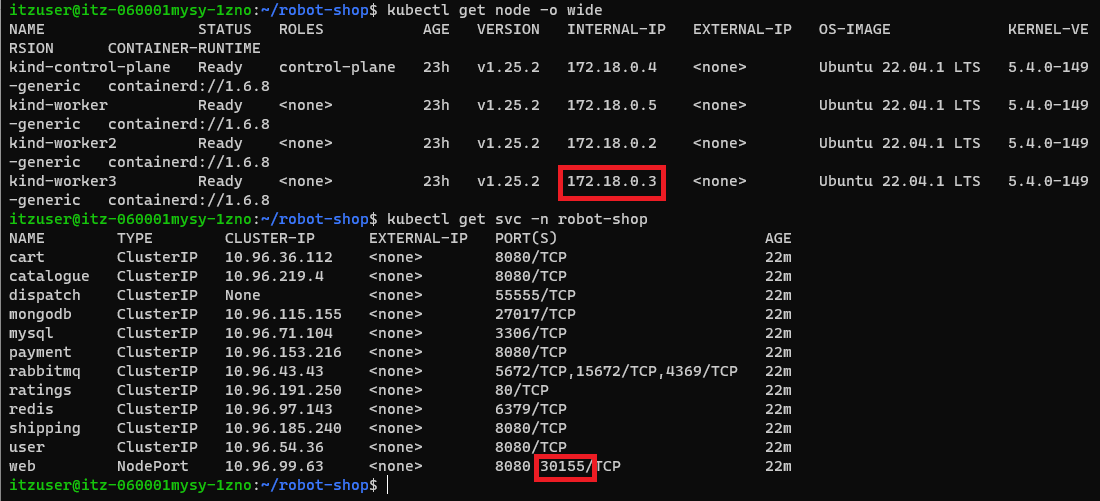 itzuser@itz-060001mysy-1zno:~/robot-shop$ kubectl get node -o wide
NAME                 STATUS   ROLES           AGE   VERSION   INTERNAL-IP   EXTERNAL-IP   OS-IMAGE             KERNEL-VE
RSION      CONTAINER-RUNTIME
kind-control-plane   Ready    control-plane   23h   v1.25.2   172.18.0.4    <none>        Ubuntu 22.04.1 LTS   5.4.0-149
-generic   containerd://1.6.8
kind-worker          Ready    <none>          23h   v1.25.2   172.18.0.5    <none>        Ubuntu 22.04.1 LTS   5.4.0-149
-generic   containerd://1.6.8
kind-worker2         Ready    <none>          23h   v1.25.2   172.18.0.2    <none>        Ubuntu 22.04.1 LTS   5.4.0-149
-generic   containerd://1.6.8
kind-worker3         Ready    <none>          23h   v1.25.2   172.18.0.3    <none>        Ubuntu 22.04.1 LTS   5.4.0-149
-generic   containerd://1.6.8
itzuser@itz-060001mysy-1zno:~/robot-shop$ kubectl get svc -n robot-shop
NAME        TYPE        CLUSTER-IP      EXTERNAL-IP   PORT(S)                       AGE
cart        ClusterIP   10.96.36.112    <none>        8080/TCP                      22m
catalogue   ClusterIP   10.96.219.4     <none>        8080/TCP                      22m
dispatch    ClusterIP   None            <none>        55555/TCP                     22m
mongodb     ClusterIP   10.96.115.155   <none>        27017/TCP                     22m
mysql       ClusterIP   10.96.71.104    <none>        3306/TCP                      22m
payment     ClusterIP   10.96.153.216   <none>        8080/TCP                      22m
rabbitmq    ClusterIP   10.96.43.43     <none>        5672/TCP,15672/TCP,4369/TCP   22m
ratings     ClusterIP   10.96.191.250   <none>        80/TCP                        22m
redis       ClusterIP   10.96.97.143    <none>        6379/TCP                      22m
shipping    ClusterIP   10.96.185.240   <none>        8080/TCP                      22m
user        ClusterIP   10.96.54.36     <none>        8080/TCP                      22m
web         NodePort    10.96.99.63     <none>        8080 30155/TCP                22m
itzuser@itz-060001mysy-1zno:~/robot-shop$